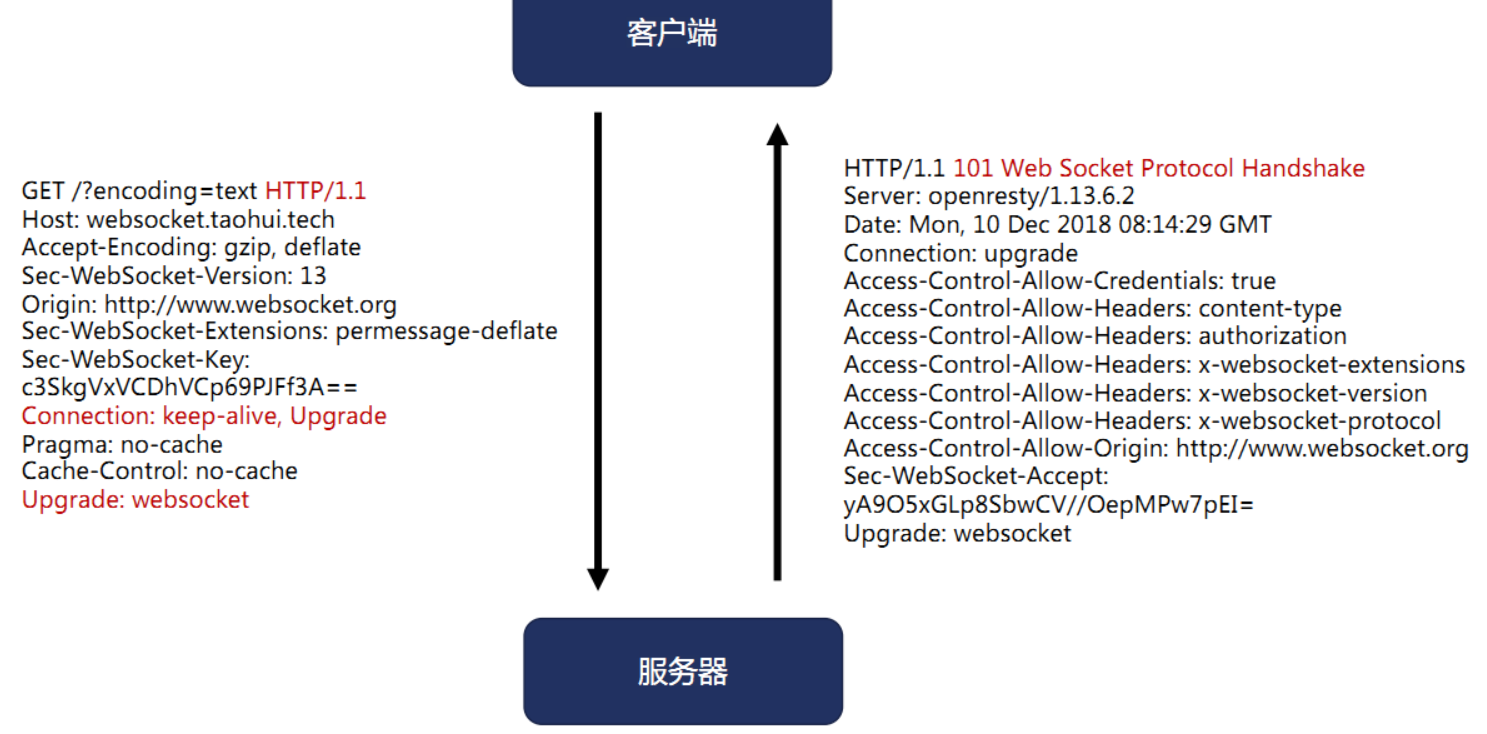 客户端
GET /?encoding=text HTTP/1.1
Host: websocket.taohui.tech
Accept-Encoding: gzip, deflate
Sec-WebSocket-Version: 13
Origin: http://www.websocket.org
Sec-WebSocket-Extensions: permessage-deflate
Sec-WebSocket-Key:
c3SkgVxVCDhVCp69PJFf3A==
Connection: keep-alive, Upgrade
Pragma: no-cache
Cache-Control: no-cache
Upgrade: websocket
HTTP/1.1 101 Web Socket Protocol Handshake
Server: openresty/1.13.6.2
Date: Mon, 10 Dec 2018 08:14:29 GMT
Connection: upgrade
Access-Control-Allow-Credentials: true
Access-Control-Allow-Headers: content-type
Access-Control-Allow-Headers: authorization
Access-Control-Allow-Headers: x-websocket-extensions
Access-Control-Allow-Headers: x-websocket-version
Access-Control-Allow-Headers: x-websocket-protocol
Access-Control-Allow-Origin: http://www.websocket.org
Sec-WebSocket-Accept:
yA9O5xGLp8SbwCV//OepMPw7pEI=
Upgrade: websocket
服务器